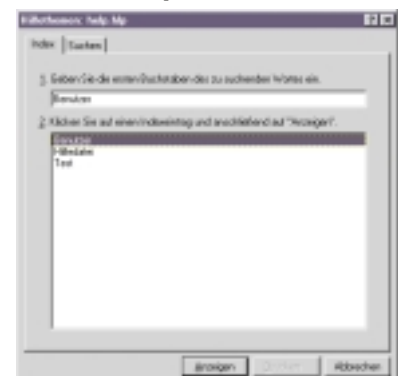 Hilfethemen: help.hlp
Index Suchen
1 Geben Sie die ersten Buchstaben des zu suchenden Wortes ein.
Benutzer
2 Klicken Sie auf einen Indexeintrag und anschließend auf "Anzeigen".
Benutzer
Hilfedatei
Test
Anzeigen Drucken Abbrechen